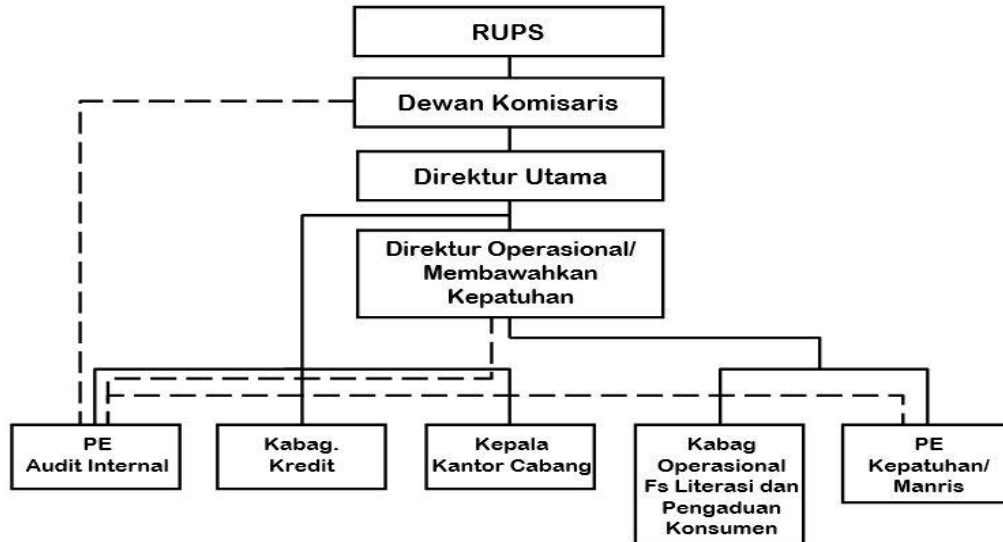 RUPS
Dewan Komisaris
Direktur Utama
Direktur Operasional/
Membawahkan
Kepatuhan
PE
Audit Internal
Kabag.
Kredit
Kepala
Kantor Cabang
Kabag
Operasional
Fs Literasi dan
Pengaduan
Konsumen
PE
Kepatuhan/
Manris